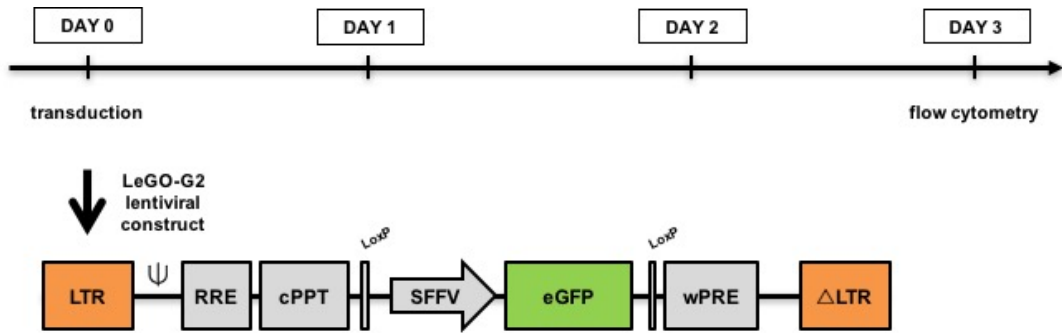 DAY 0 DAY 1 DAY 2 DAY 3
transduction flow cytometry
LeGO-G2
lentiviral
construct
LoxP LoxP
LTR Ψ RRE cPPT SFFV eGFP wPRE △LTR